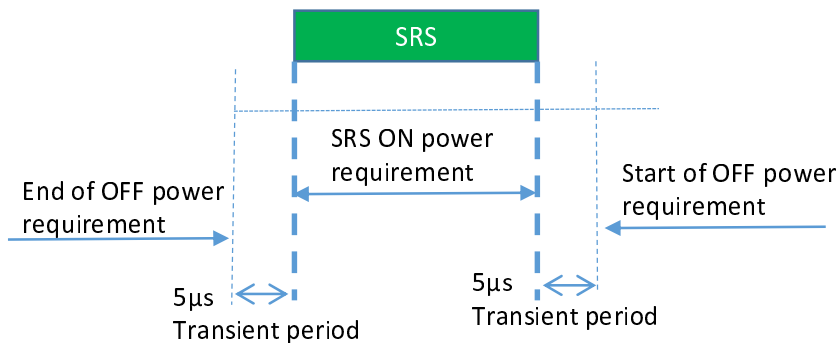 SRS
SRS ON power
requirement
End of OFF power
requirement
Start of OFF power
requirement
5µs
Transient period
5µs
Transient period